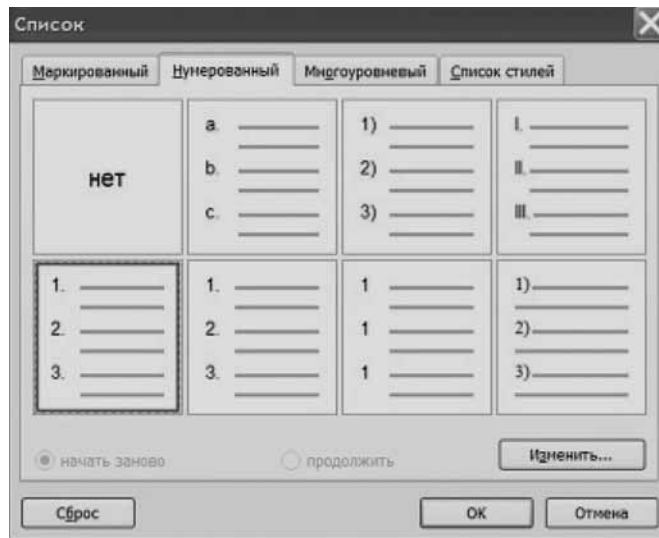 Список
Маркированный Нумерованный Многоуровневый Список стилей
нет
a.
b.
c.
1)
2)
3)
I.
II.
III.
1.
2.
3.
1.
2.
3.
1
1
1
1)
2)
3)
начать заново продолжить Изменить...
Сброс ОК Отмена